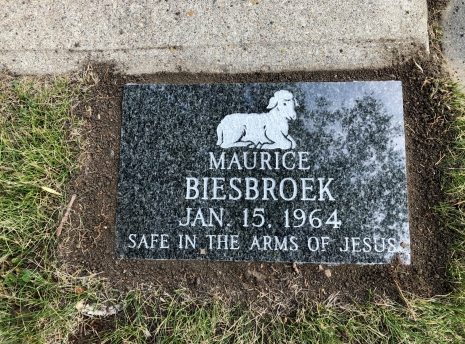 MAURICE
BIESBROEK
JAN. 15, 1964
SAFE IN THE ARMS OF JESUS